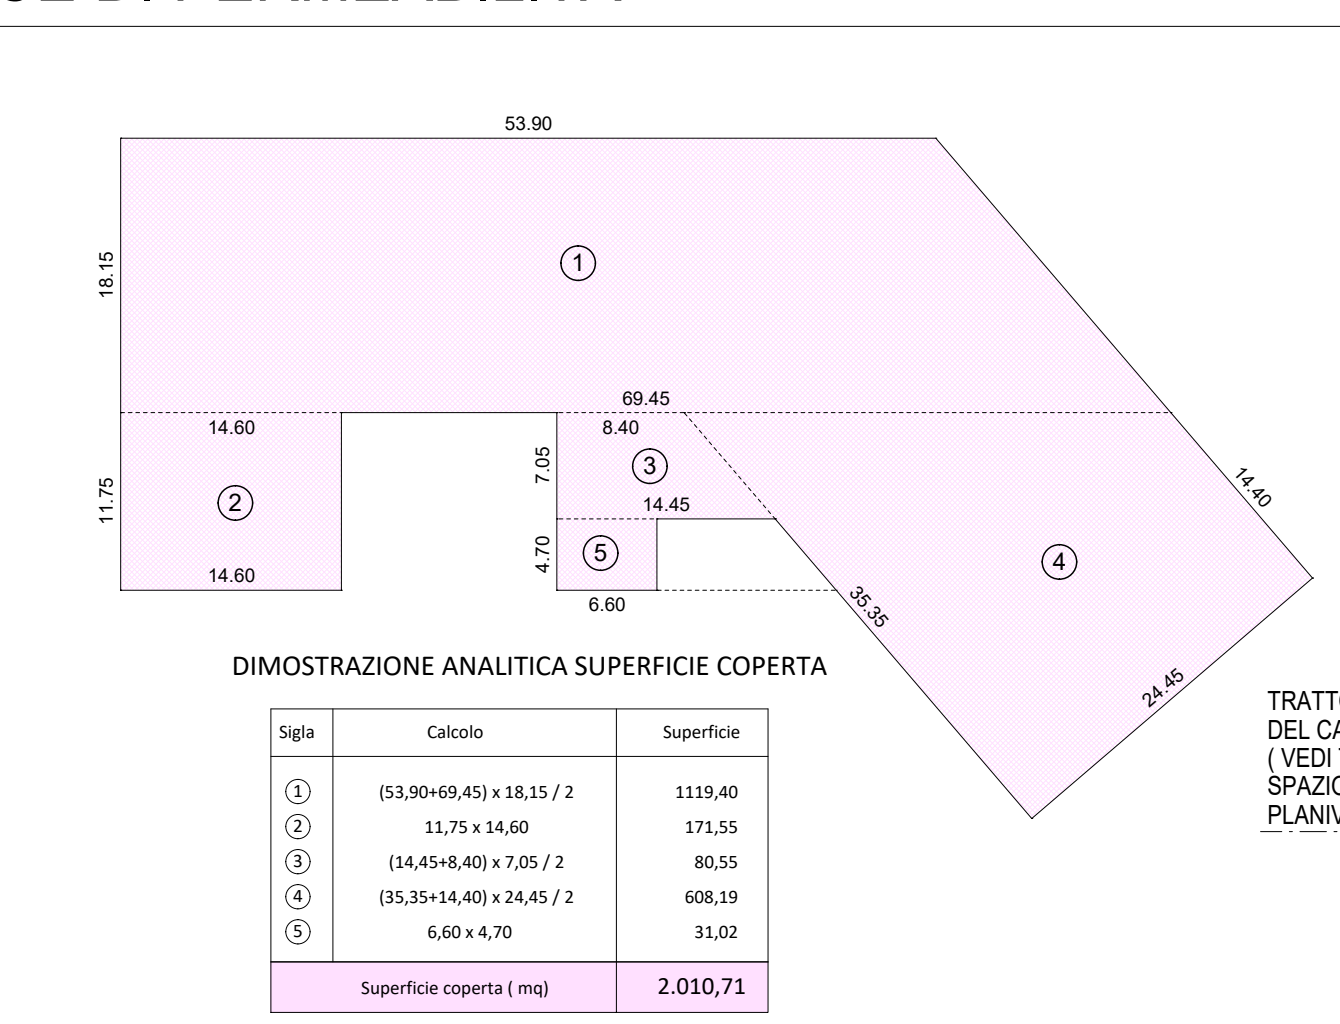 53.90
18.15
1
69.45
14.60
8.40
7.05
3
14.45
11.75
2
14.40
4.70
5
4
14.60
6.60
35.35
24.45
DIMOSTRAZIONE ANALITICA SUPERFICIE COPERTA
Sigla Calcolo Superficie
1 (53,90+69,45) x 18,15 / 2 1119,40
2 11,75 x 14,60 171,55
3 (14,45+8,40) x 7,05 / 2 80,55
4 (35,35+14,40) x 24,45 / 2 608,19
5 6,60 x 4,70 31,02
Superficie coperta ( mq) 2.010,71
DEL
( VEDI